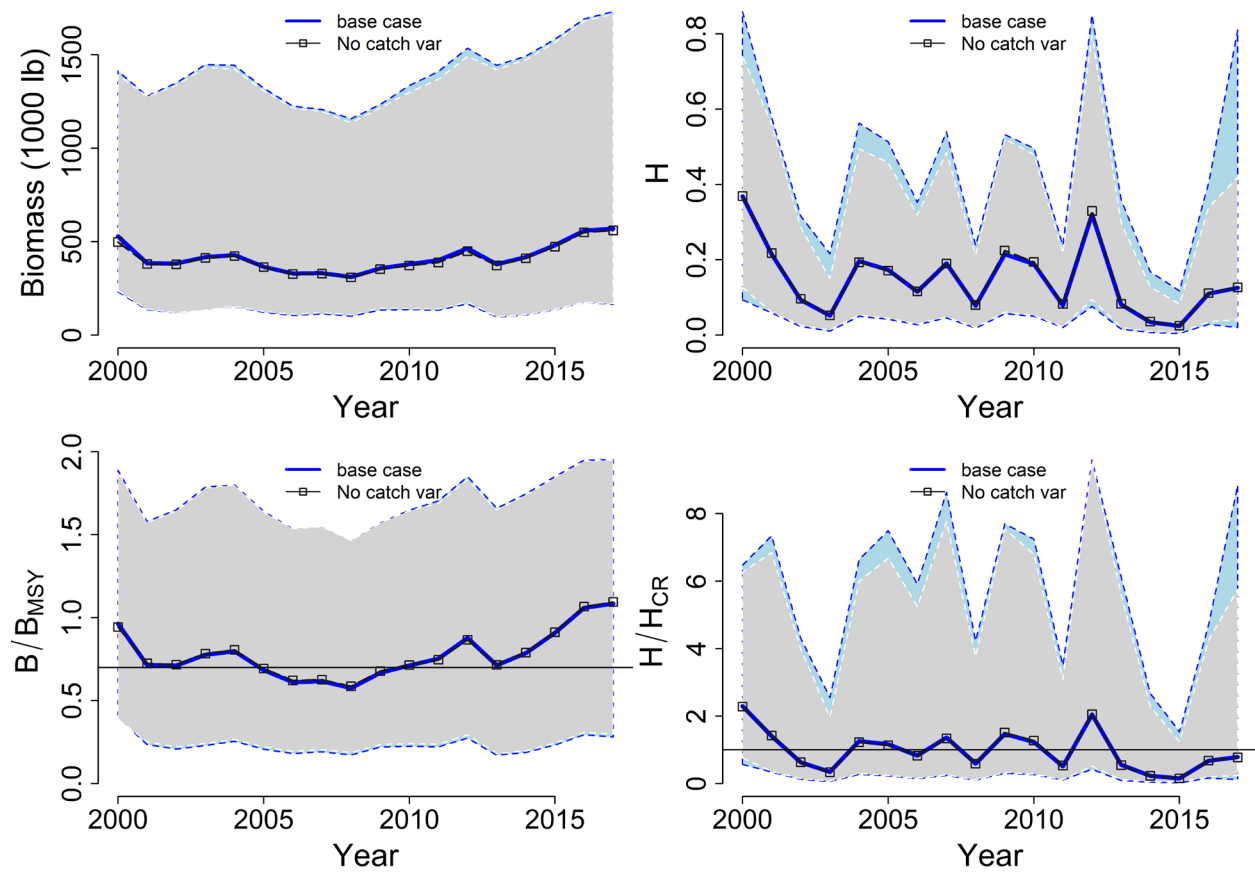 base case
No catch var
Biomass (1000 lb)
0 500 1000 1500
2000 2005 2010 2015
Year
base case
No catch var
H
0.0 0.2 0.4 0.6 0.8
2000 2005 2010 2015
Year
base case
No catch var
B/B_MSY
0.0 0.5 1.0 1.5 2.0
2000 2005 2010 2015
Year
base case
No catch var
H/H_CR
0 2 4 6 8
2000 2005 2010 2015
Year